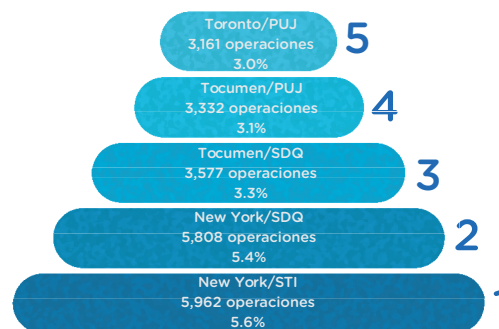 Toronto/PUJ
3,161 operaciones
3.0%
5
Tocumen/PUJ
3,332 operaciones
3.1%
4
Tocumen/SDQ
3,577 operaciones
3.3%
3
New York/SDQ
5,808 operaciones
5.4%
2
New York/STI
5,962 operaciones
5.6%
1